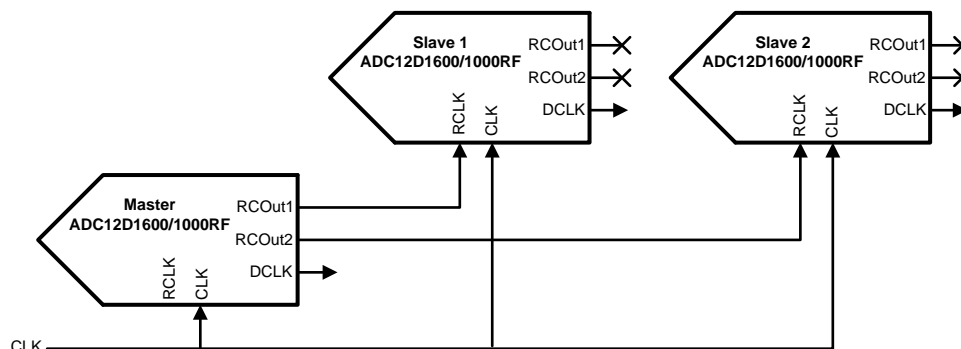 Slave 1
ADC12D1600/1000RF
RCOut1
RCOut2
DCLK
RCLK
CLK
Slave 2
ADC12D1600/1000RF
RCOut1
RCOut2
DCLK
RCLK
CLK
Master
ADC12D1600/1000RF
RCOut1
RCOut2
DCLK
RCLK
CLK
CLK